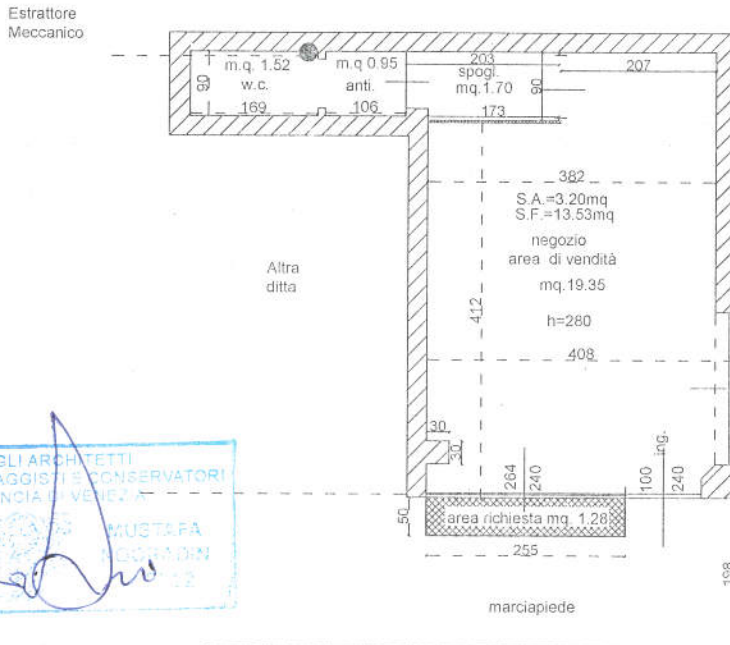 Estrattore
Meccanico
m.q. 1.52
w.c.
90
169
m.q 0.95
anti.
106
203
spogl.
mq. 1.70
90
173
207
382
S.A.=3.20mq
S.F.=13.53mq
negozio
area di vendità
mq.19.35
h=280
412
408
Altra
ditta
30
30
264
240
100
240
ing.
50
area richiesta mq. 1.28
255
198
marciapiede
GLI ARCHITETTI
AGGISTI E CONSERVATORI
NCIA DI VENEZIA
MUSTAFA